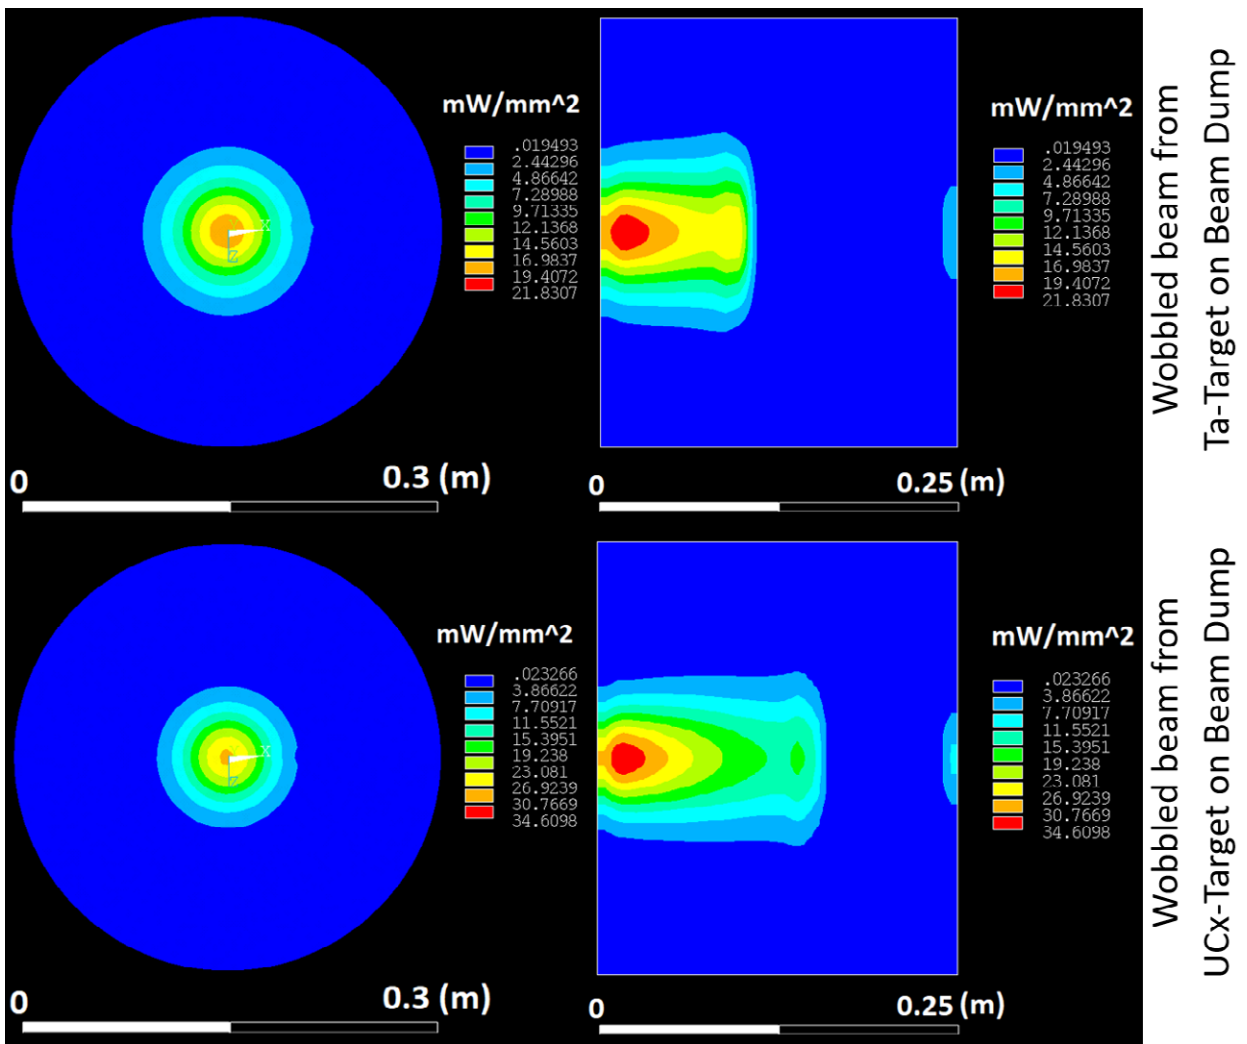 mW/mm^2
.019493
2.44296
4.86642
7.28988
9.71335
12.1368
14.5603
16.9837
19.4072
21.8307
X
Z
0
0.3 (m)
mW/mm^2
.019493
2.44296
4.86642
7.28988
9.71335
12.1368
14.5603
16.9837
19.4072
21.8307
0
0.25 (m)
Wobbled beam from
Ta-Target on Beam Dump
mW/mm^2
.023266
3.86622
7.70917
11.5521
15.3951
19.238
23.081
26.9239
30.7669
34.6098
X
Z
0
0.3 (m)
mW/mm^2
.023266
3.86622
7.70917
11.5521
15.3951
19.238
23.081
26.9239
30.7669
34.6098
0
0.25 (m)
Wobbled beam from
UCx-Target on Beam Dump